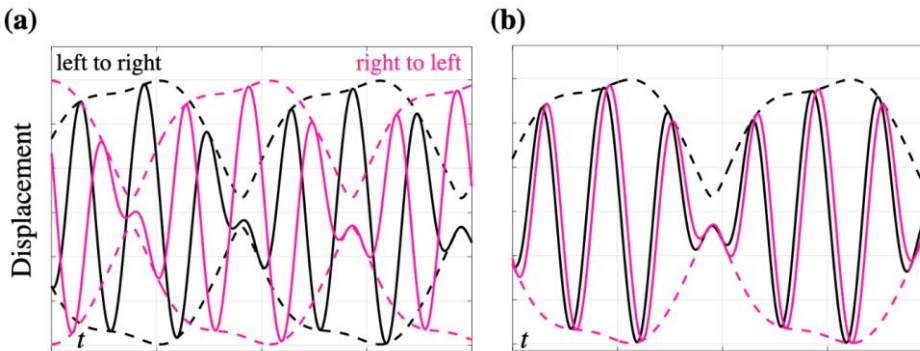 (a)
(b)
left to right
right to left
Displacement
t
t